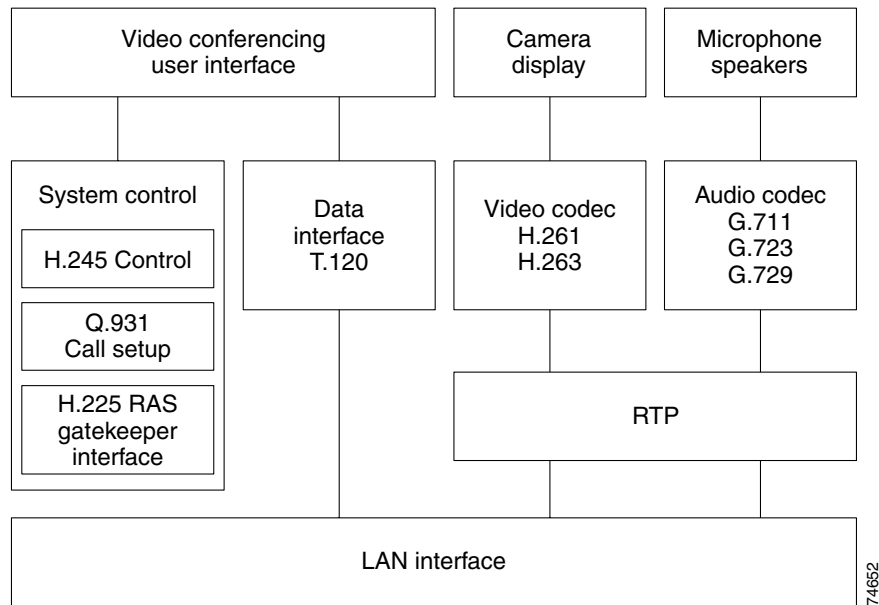 Video conferencing
user interface
Camera
display
Microphone
speakers
System control
H.245 Control
Q.931
Call setup
H.225 RAS
gatekeeper
interface
Data
interface
T.120
Video codec
H.261
H.263
Audio codec
G.711
G.723
G.729
RTP
LAN interface
74652